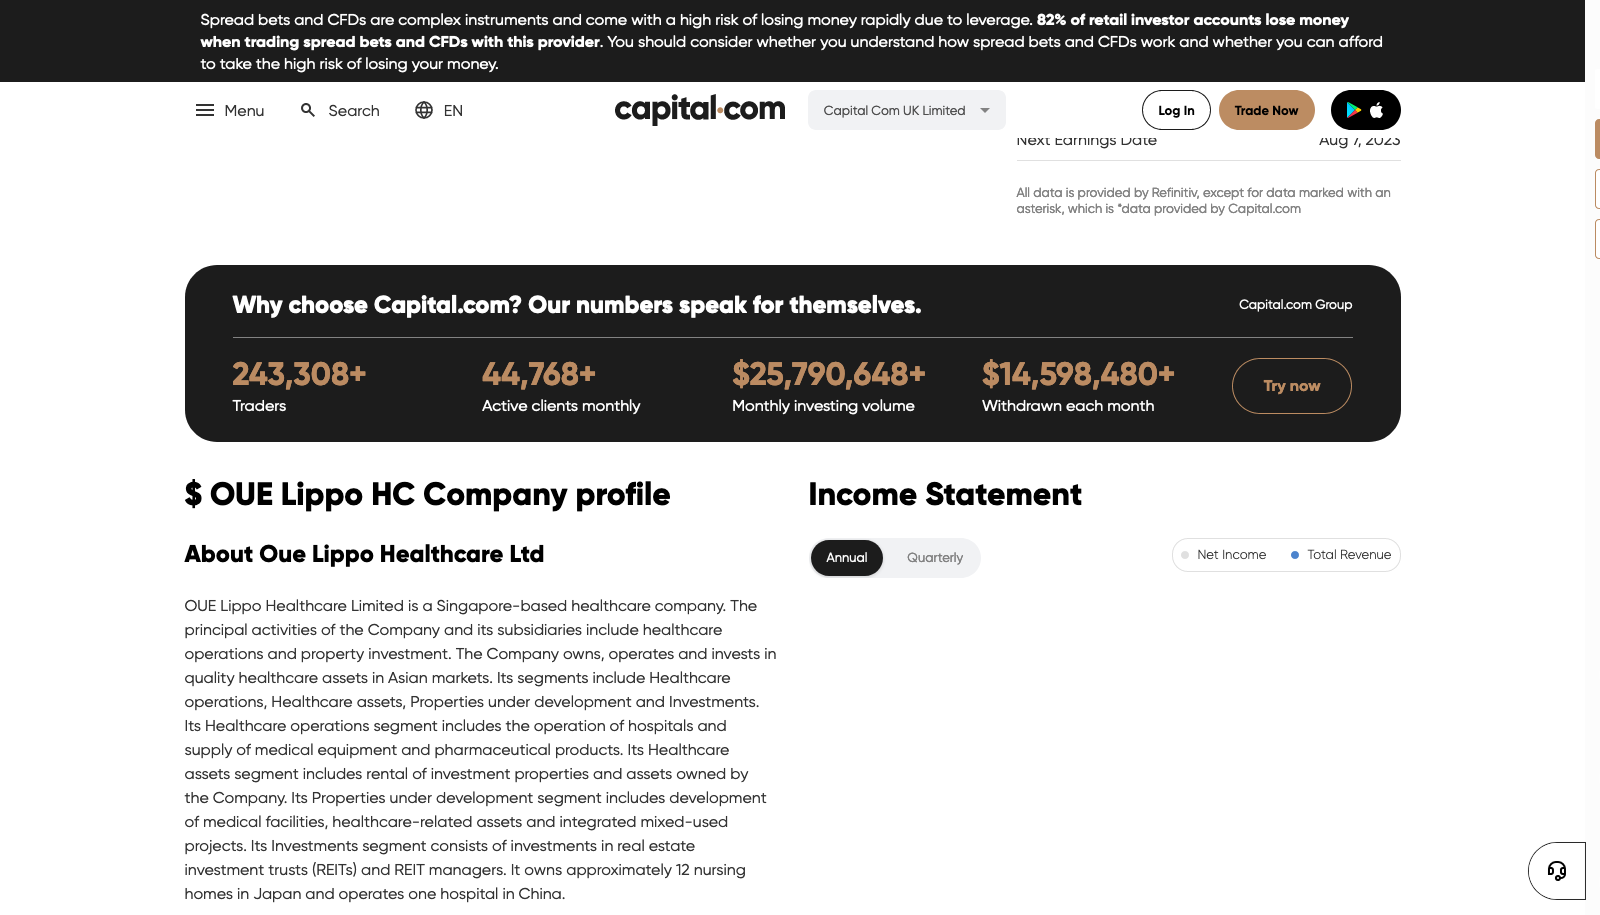 Spread bets and CFDs are complex instruments and come with a high risk of losing money rapidly due to leverage. 82% of retail investor accounts lose money
when trading spread bets and CFDs with this provider. You should consider whether you understand how spread bets and CFDs work and whether you can afford
to take the high risk of losing your money.
Menu Search EN capital.com Capital Com UK Limited Log In Trade Now
Next Earnings Date Aug 7, 2023
All data is provided by Refinitiv, except for data marked with an
asterisk, which is *data provided by Capital.com
Why choose Capital.com? Our numbers speak for themselves. Capital.com Group
243,308+ 44,768+ $25,790,648+ $14,598,480+
Traders Active clients monthly Monthly investing volume Withdrawn each month
Try now
$ OUE Lippo HC Company profile
About Oue Lippo Healthcare Ltd
OUE Lippo Healthcare Limited is a Singapore-based healthcare company. The
principal activities of the Company and its subsidiaries include healthcare
operations and property investment. The Company owns, operates and invests in
quality healthcare assets in Asian markets. Its segments include Healthcare
operations, Healthcare assets, Properties under development and Investments.
Its Healthcare operations segment includes the operation of hospitals and
supply of medical equipment and pharmaceutical products. Its Healthcare
assets segment includes rental of investment properties and assets owned by
the Company. Its Properties under development segment includes development
of medical facilities, healthcare-related assets and integrated mixed-used
projects. Its Investments segment consists of investments in real estate
investment trusts (REITs) and REIT managers. It owns approximately 12 nursing
homes in Japan and operates one hospital in China.
Income Statement
Annual Quarterly Net Income Total Revenue